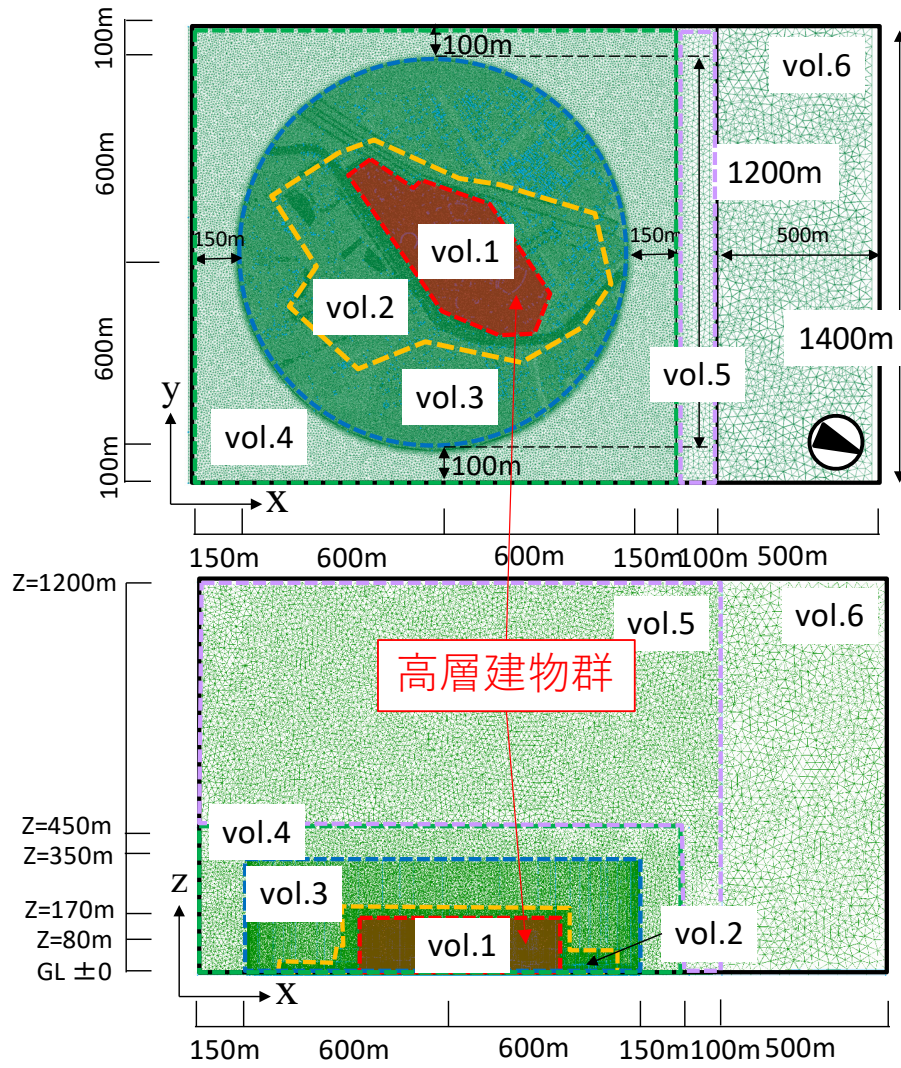 100m
600m
600m
100m
100m
vol.6
1200m
150m
vol.1
150m
500m
vol.2
1400m
vol.3
vol.5
vol.4
y
100m
x
150m
600m
600m
150m
100m
500m
Z=1200m
vol.5
vol.6
高層建物群
Z=450m
vol.4
Z=350m
z
vol.3
Z=170m
vol.2
Z=80m
vol.1
GL ±0
x
150m
600m
600m
150m
100m
500m